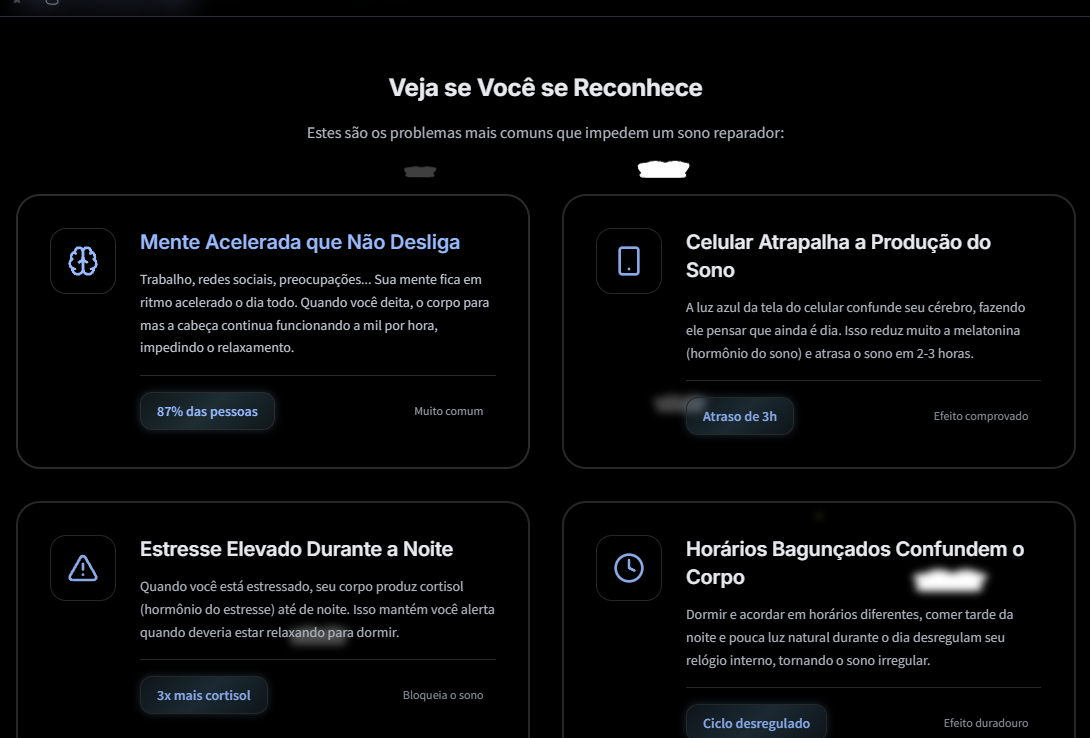 Veja se Você se Reconhece
Estes são os problemas mais comuns que impedem um sono reparador:
Mente Acelerada que Não Desliga
Trabalho, redes sociais, preocupações... Sua mente fica em
ritmo acelerado o dia todo. Quando você deita, o corpo para
mas a cabeça continua funcionando a mil por hora,
impedindo o relaxamento.
87% das pessoas
Muito comum
Celular Atrapalha a Produção do
Sono
A luz azul da tela do celular confunde seu cérebro, fazendo
ele pensar que ainda é dia. Isso reduz muito a melatonina
(hormônio do sono) e atrasa o sono em 2-3 horas.
Atraso de 3h
Efeito comprovado
Estresse Elevado Durante a Noite
Quando você está estressado, seu corpo produz cortisol
(hormônio do estresse) até de noite. Isso mantém você alerta
quando deveria estar relaxando para dormir.
3x mais cortisol
Bloqueia o sono
Horários Bagunçados Confundem o
Corpo
Dormir e acordar em horários diferentes, comer tarde da
noite e pouca luz natural durante o dia desregulam seu
relógio interno, tornando o sono irregular.
Ciclo desregulado
Efeito duradouro